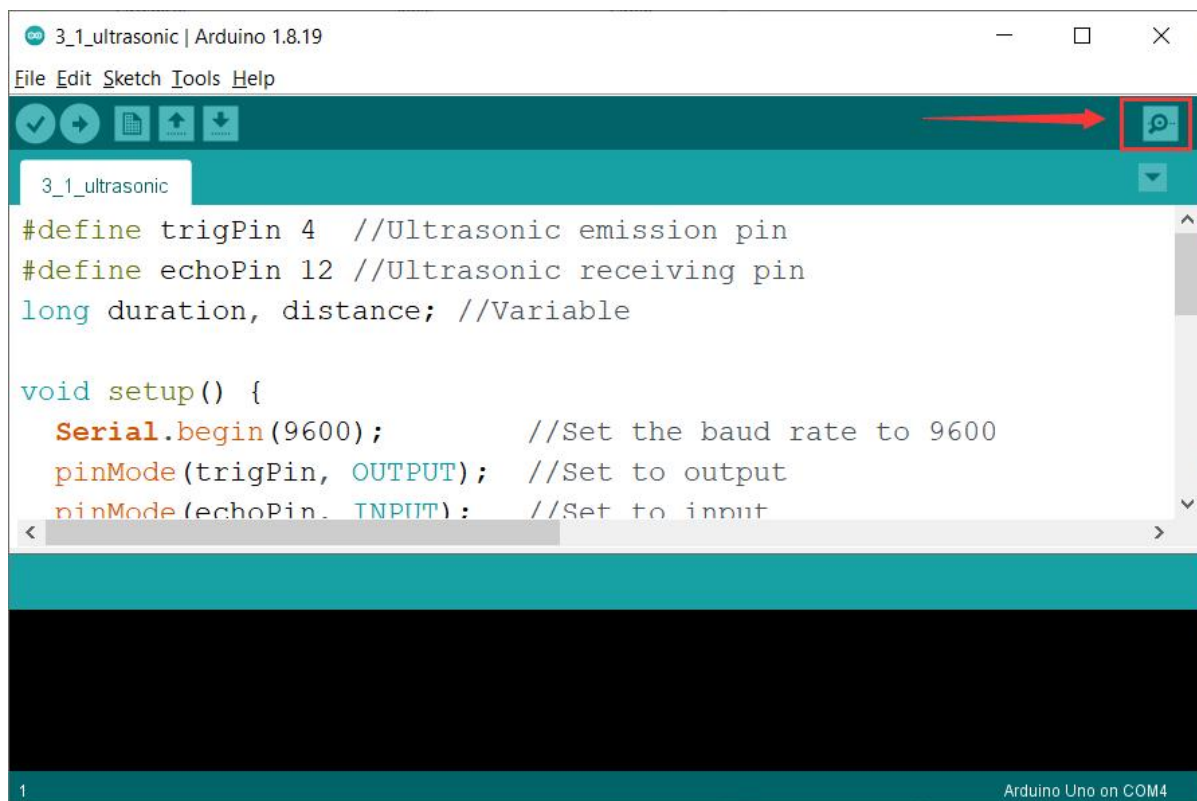 3_1_ultrasonic | Arduino 1.8.19
File Edit Sketch Tools Help
3_1_ultrasonic
#define trigPin 4  //Ultrasonic emission pin
#define echoPin 12 //Ultrasonic receiving pin
long duration, distance; //Variable
void setup() {
  Serial.begin(9600);        //Set the baud rate to 9600
  pinMode(trigPin, OUTPUT);  //Set to output
  pinMode(echoPin, INPUT);   //Set to input
1
Arduino Uno on COM4